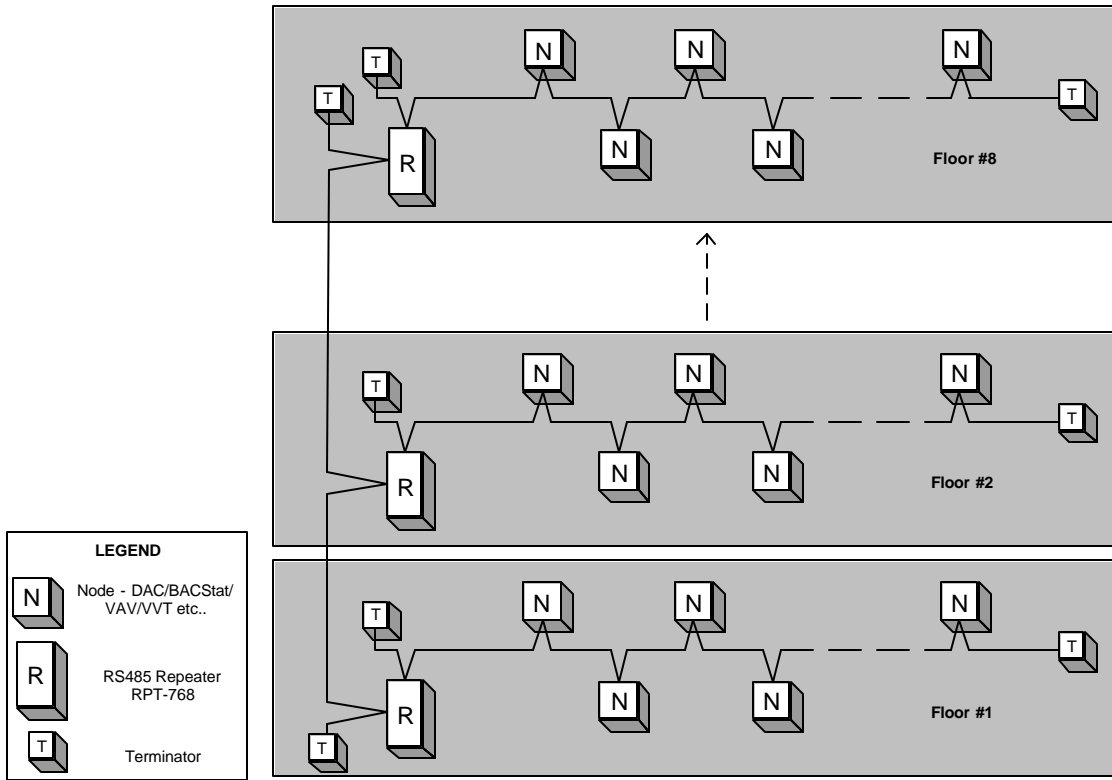 T
N
N
N
T
T
R
N
N
Floor #8
T
N
N
N
T
R
N
N
Floor #2
T
N
N
N
T
R
N
N
Floor #1
T
LEGEND
N
Node - DAC/BACStat/
VAV/VVT etc..
R
RS485 Repeater
RPT-768
T
Terminator